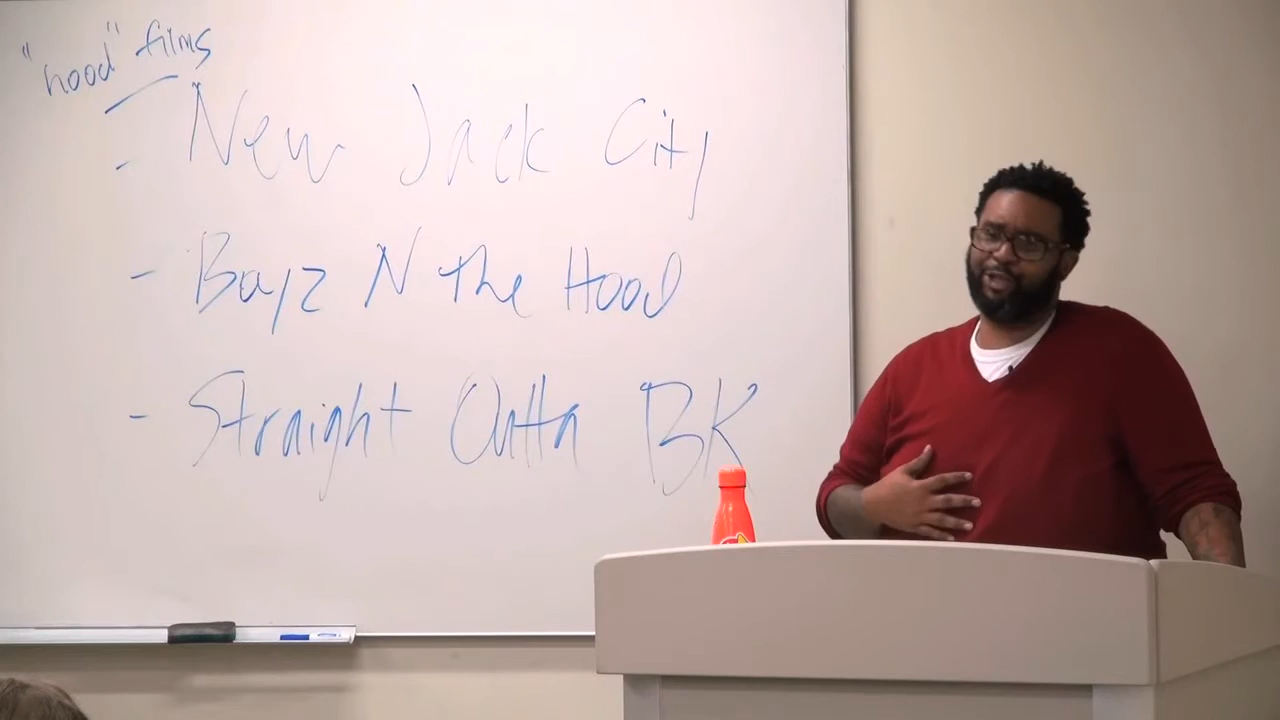 "hood" films
- New Jack City
- Boyz N the Hood
- Straight Outta BK